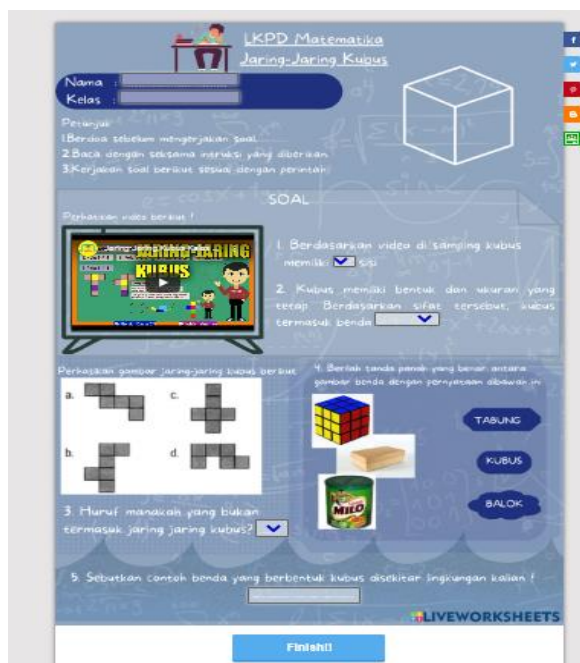 LKPD Matematika
Jaring-Jaring Kubus
Nama :
Kelas :
Petunjuk
1.Berdoa sebelum mengerjakan soal
2.Baca dengan seksama intruksi yang diberikan
3.Kerjakan soal berikut sesuai dengan perintah
SOAL
Perhatikan video berikut !
JARING-JARING
KUBUS
1. Berdasarkan video di samping kubus
memiliki sisi
2. Kubus memiliki bentuk dan ukuran yang
tetap. Berdasarkan sifat tersebut, kubus
termasuk benda
Perhatikan gambar jaring-jaring kubus berikut
a.
c.
b.
d.
3. Huruf manakah yang bukan
termasuk jaring jaring kubus?
4. Berilah tanda panah yang benar antara
gambar benda dengan pernyataan dibawah ini
MILO
TABUNG
KUBUS
BALOK
5. Sebutkan contoh benda yang berbentuk kubus disekitar lingkungan kalian !
LIVEWORKSHEETS
Finish!!